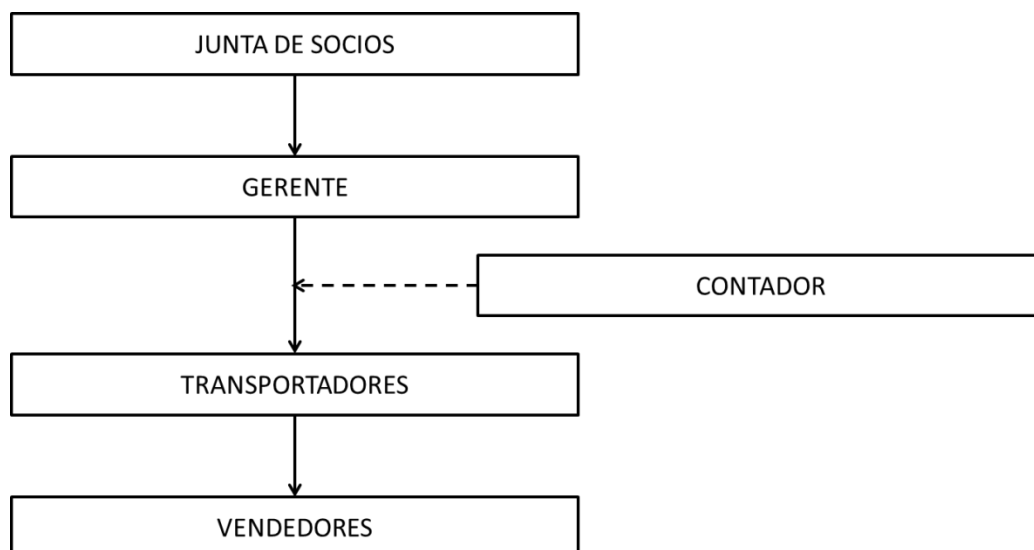 JUNTA DE SOCIOS
GERENTE
CONTADOR
TRANSPORTADORES
VENDEDORES